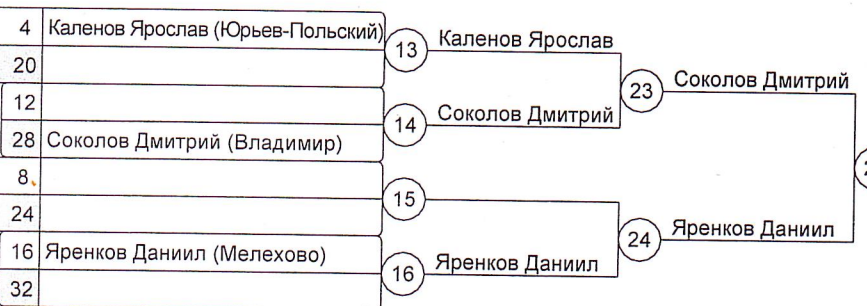 4 Каленов Ярослав (Юрьев-Польский)
20
12
28 Соколов Дмитрий (Владимир)
8
24
16 Яренков Даниил (Мелехово)
32
13 Каленов Ярослав
14 Соколов Дмитрий
15
16 Яренков Даниил
23 Соколов Дмитрий
24 Яренков Даниил